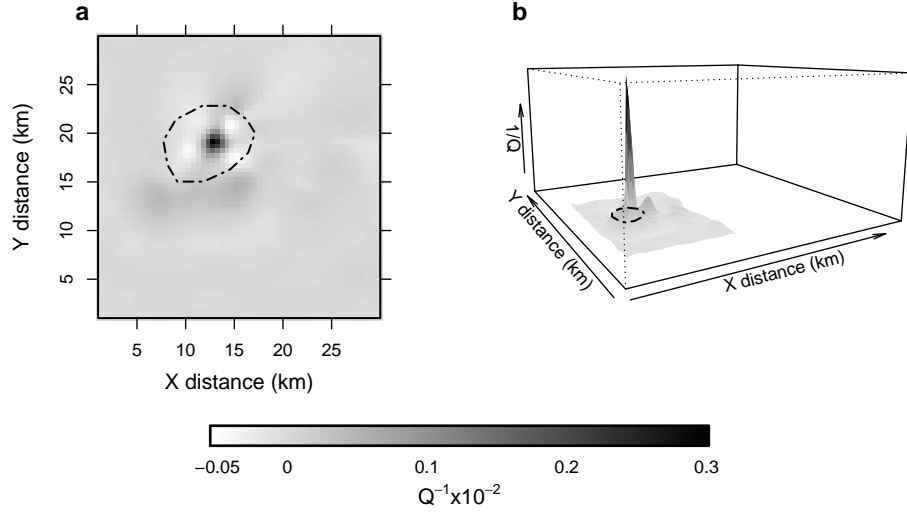 a
Y distance (km)
25
20
15
10
5
5 10 15 20 25
X distance (km)
b
1/Q
Y distance (km)
X distance (km)
−0.05 0 0.1 0.2 0.3
Q⁻¹x10⁻²